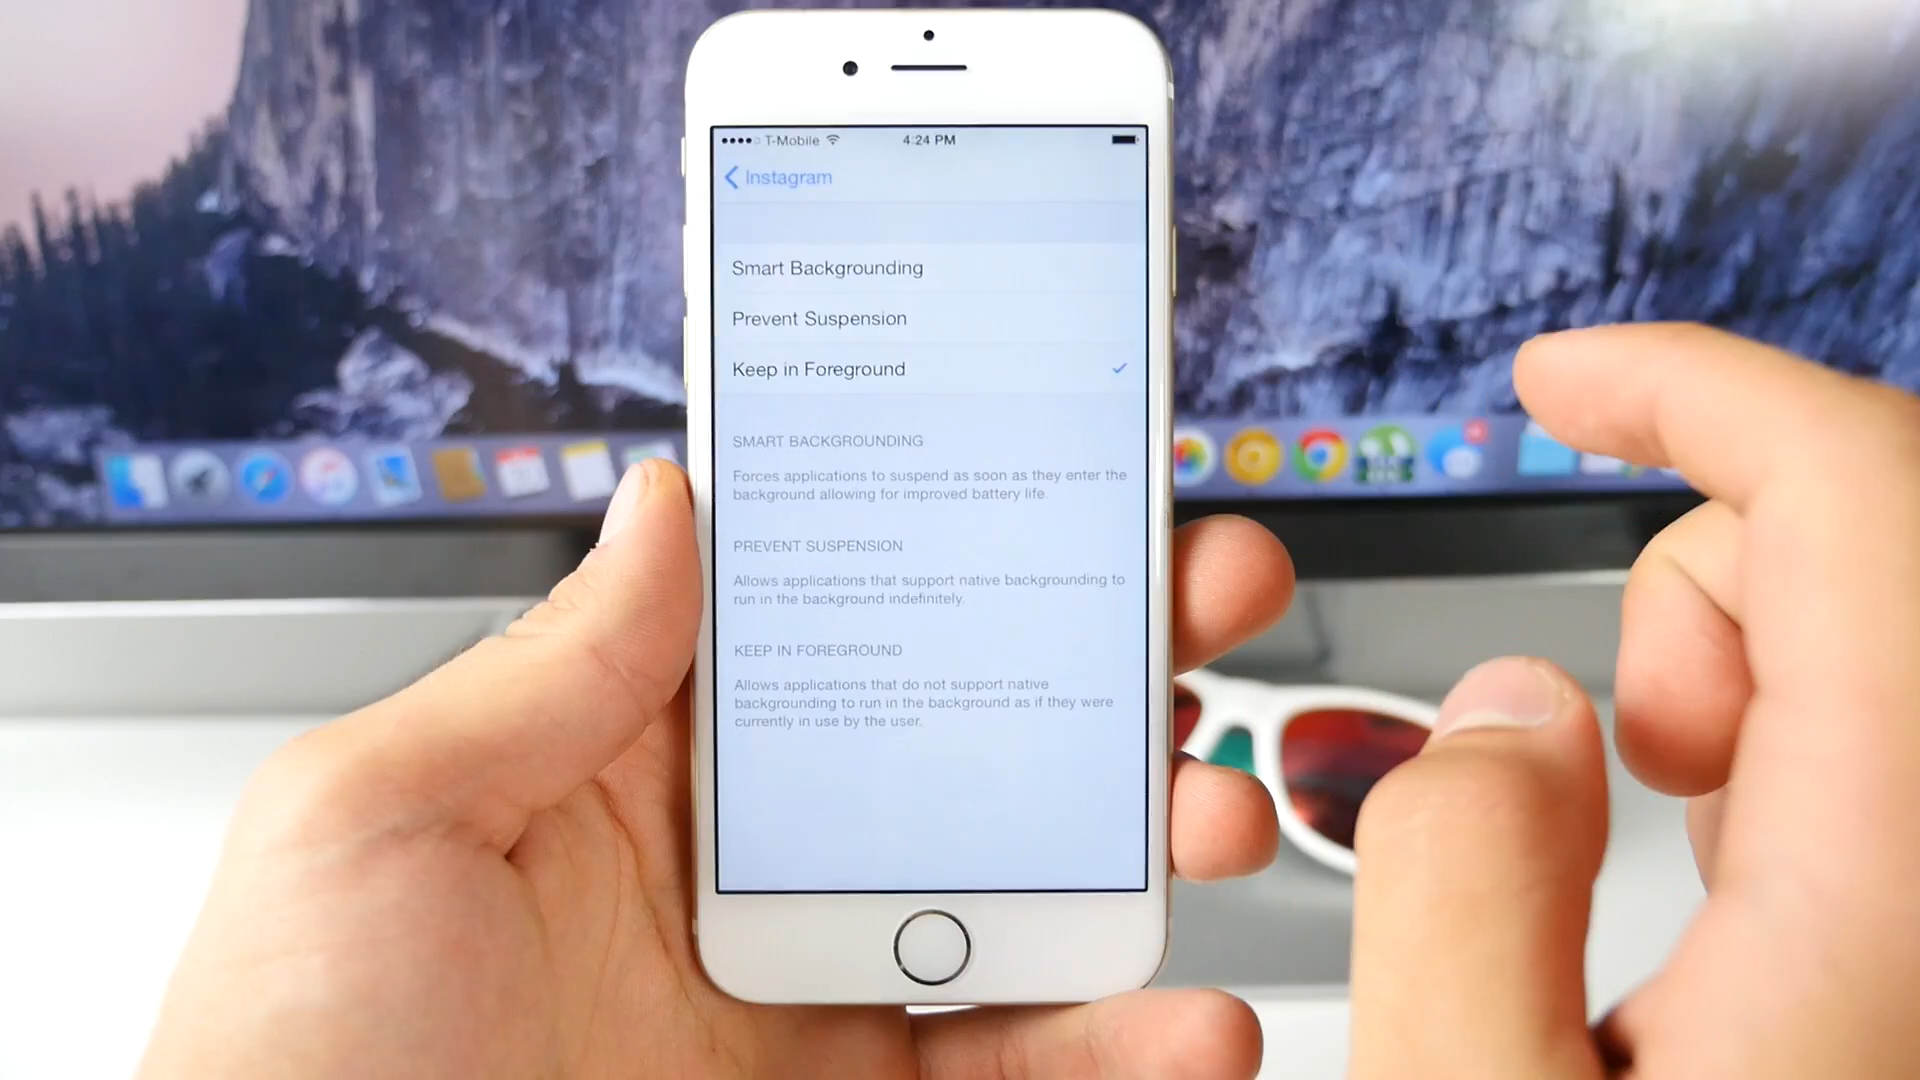 T-Mobile 4:24 PM
Instagram
Smart Backgrounding
Prevent Suspension
Keep in Foreground
SMART BACKGROUNDING
Forces applications to suspend as soon as they enter the
background allowing for improved battery life.
PREVENT SUSPENSION
Allows applications that support native backgrounding to
run in the background indefinitely.
KEEP IN FOREGROUND
Allows applications that do not support native
backgrounding to run in the background as if they were
currently in use by the user.